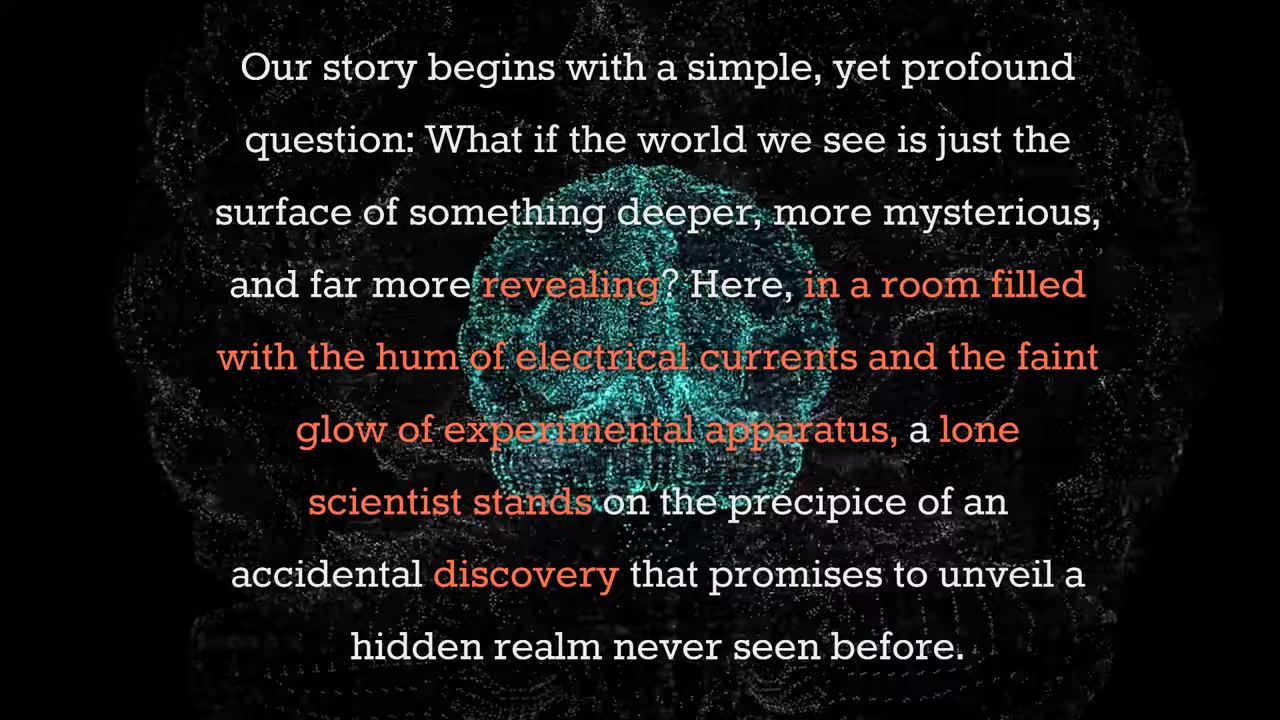 Our story begins with a simple, yet profound
question: What if the world we see is just the
surface of something deeper, more mysterious,
and far more revealing? Here, in a room filled
with the hum of electrical currents and the faint
glow of experimental apparatus, a lone
scientist stands on the precipice of an
accidental discovery that promises to unveil a
hidden realm never seen before.